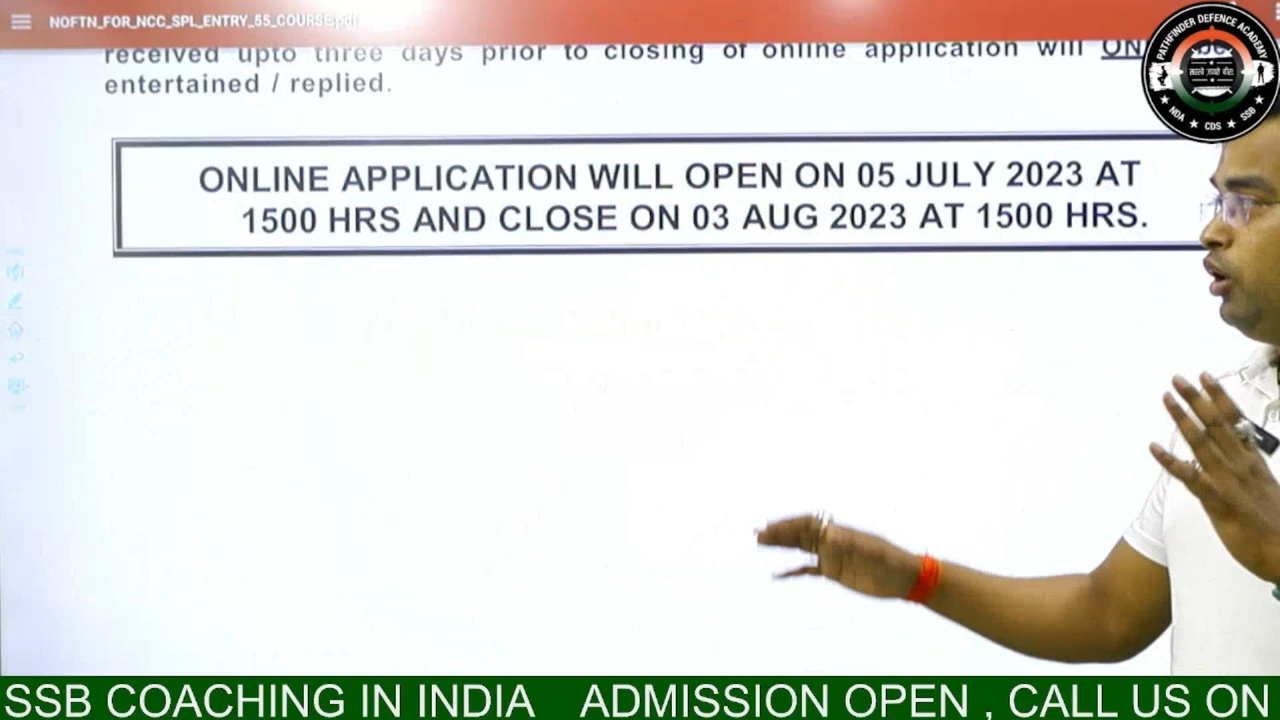 NOFTN_FOR_NCC_SPL_ENTRY_55_COURSE.pdf
received upto three days prior to closing of online application will
entertained / replied.
ONLINE APPLICATION WILL OPEN ON 05 JULY 2023 AT
1500 HRS AND CLOSE ON 03 AUG 2023 AT 1500 HRS.
PATHFINDER DEFENCE ACADEMY
NDA ★ CDS ★ SSB
SSB COACHING IN INDIA ADMISSION OPEN , CALL US ON